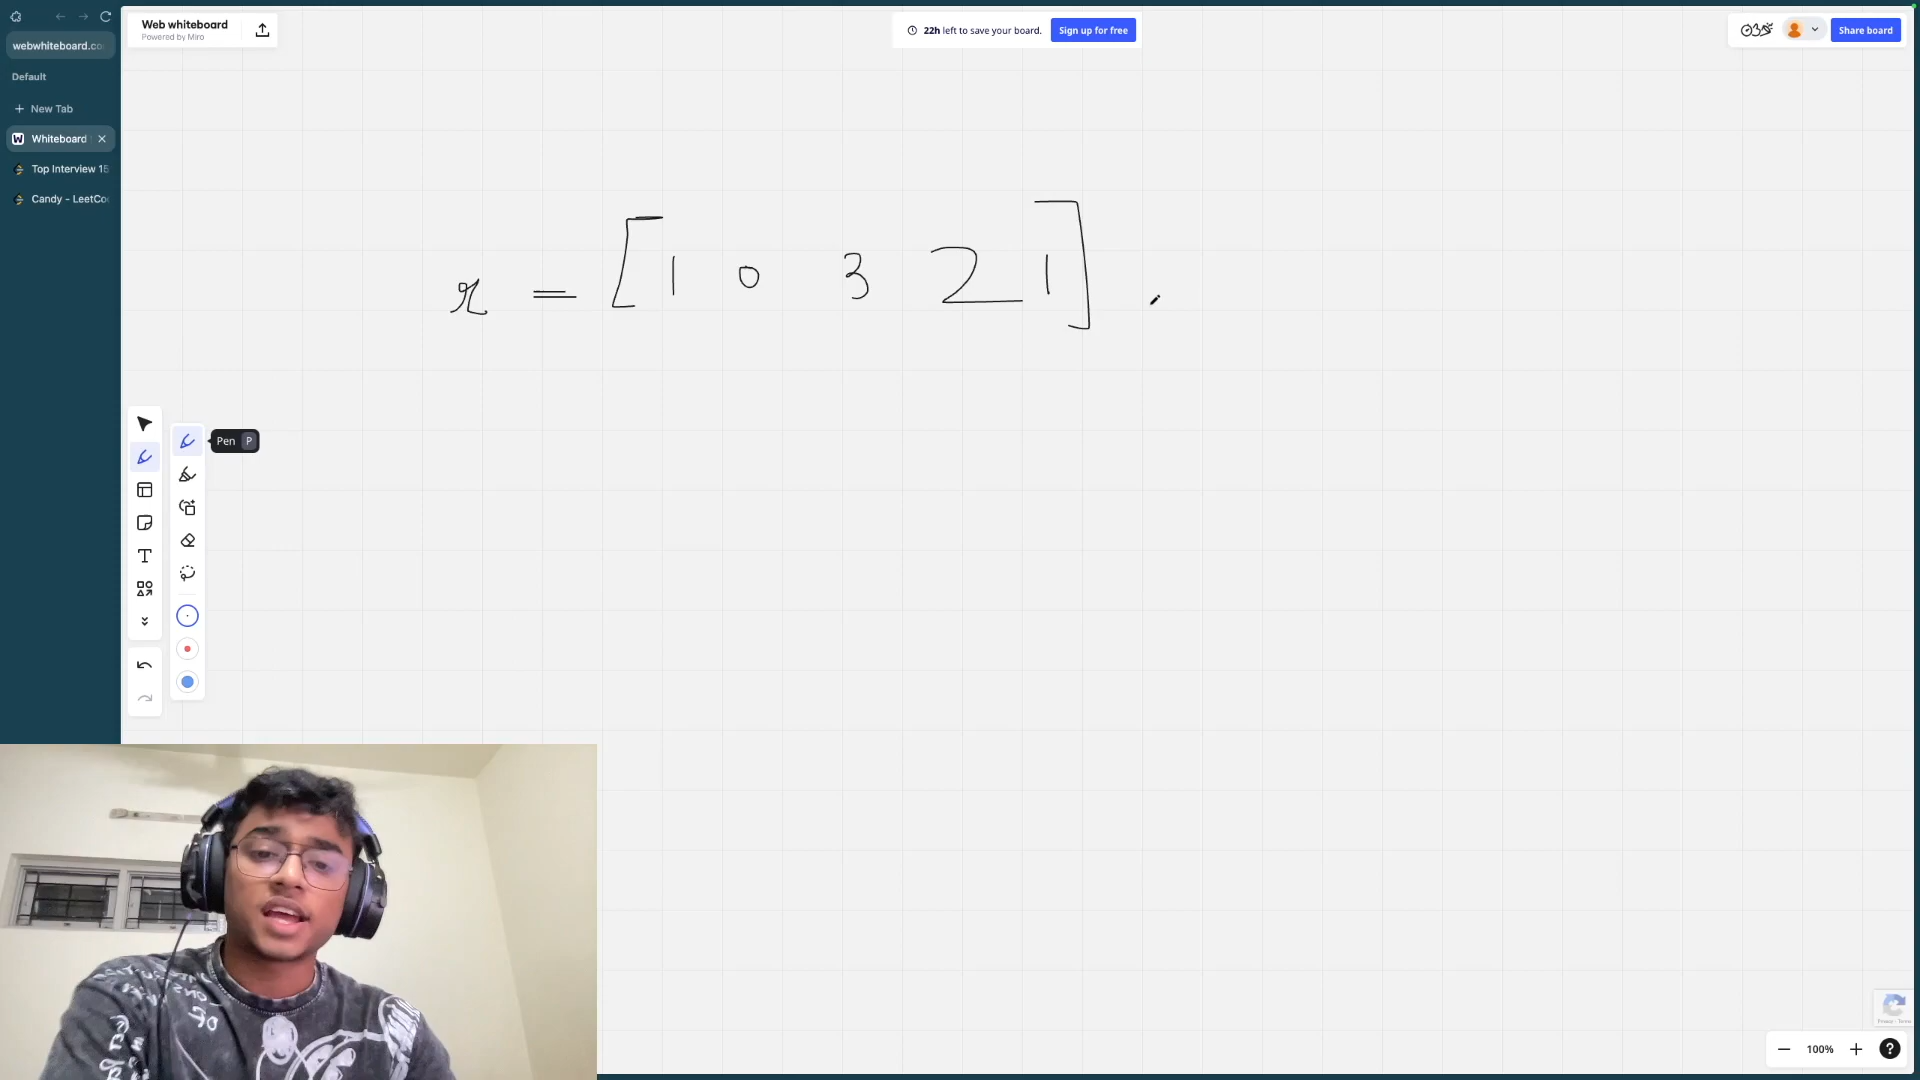 Web whiteboard
Powered by Miro
22h left to save your board.
Sign up for free
Share board
webwhiteboard.co
Default
New Tab
Whiteboard
Top Interview 15
Candy - LeetCo
r = [ 1 0 3 2 1 ] .
Pen P
100%
?